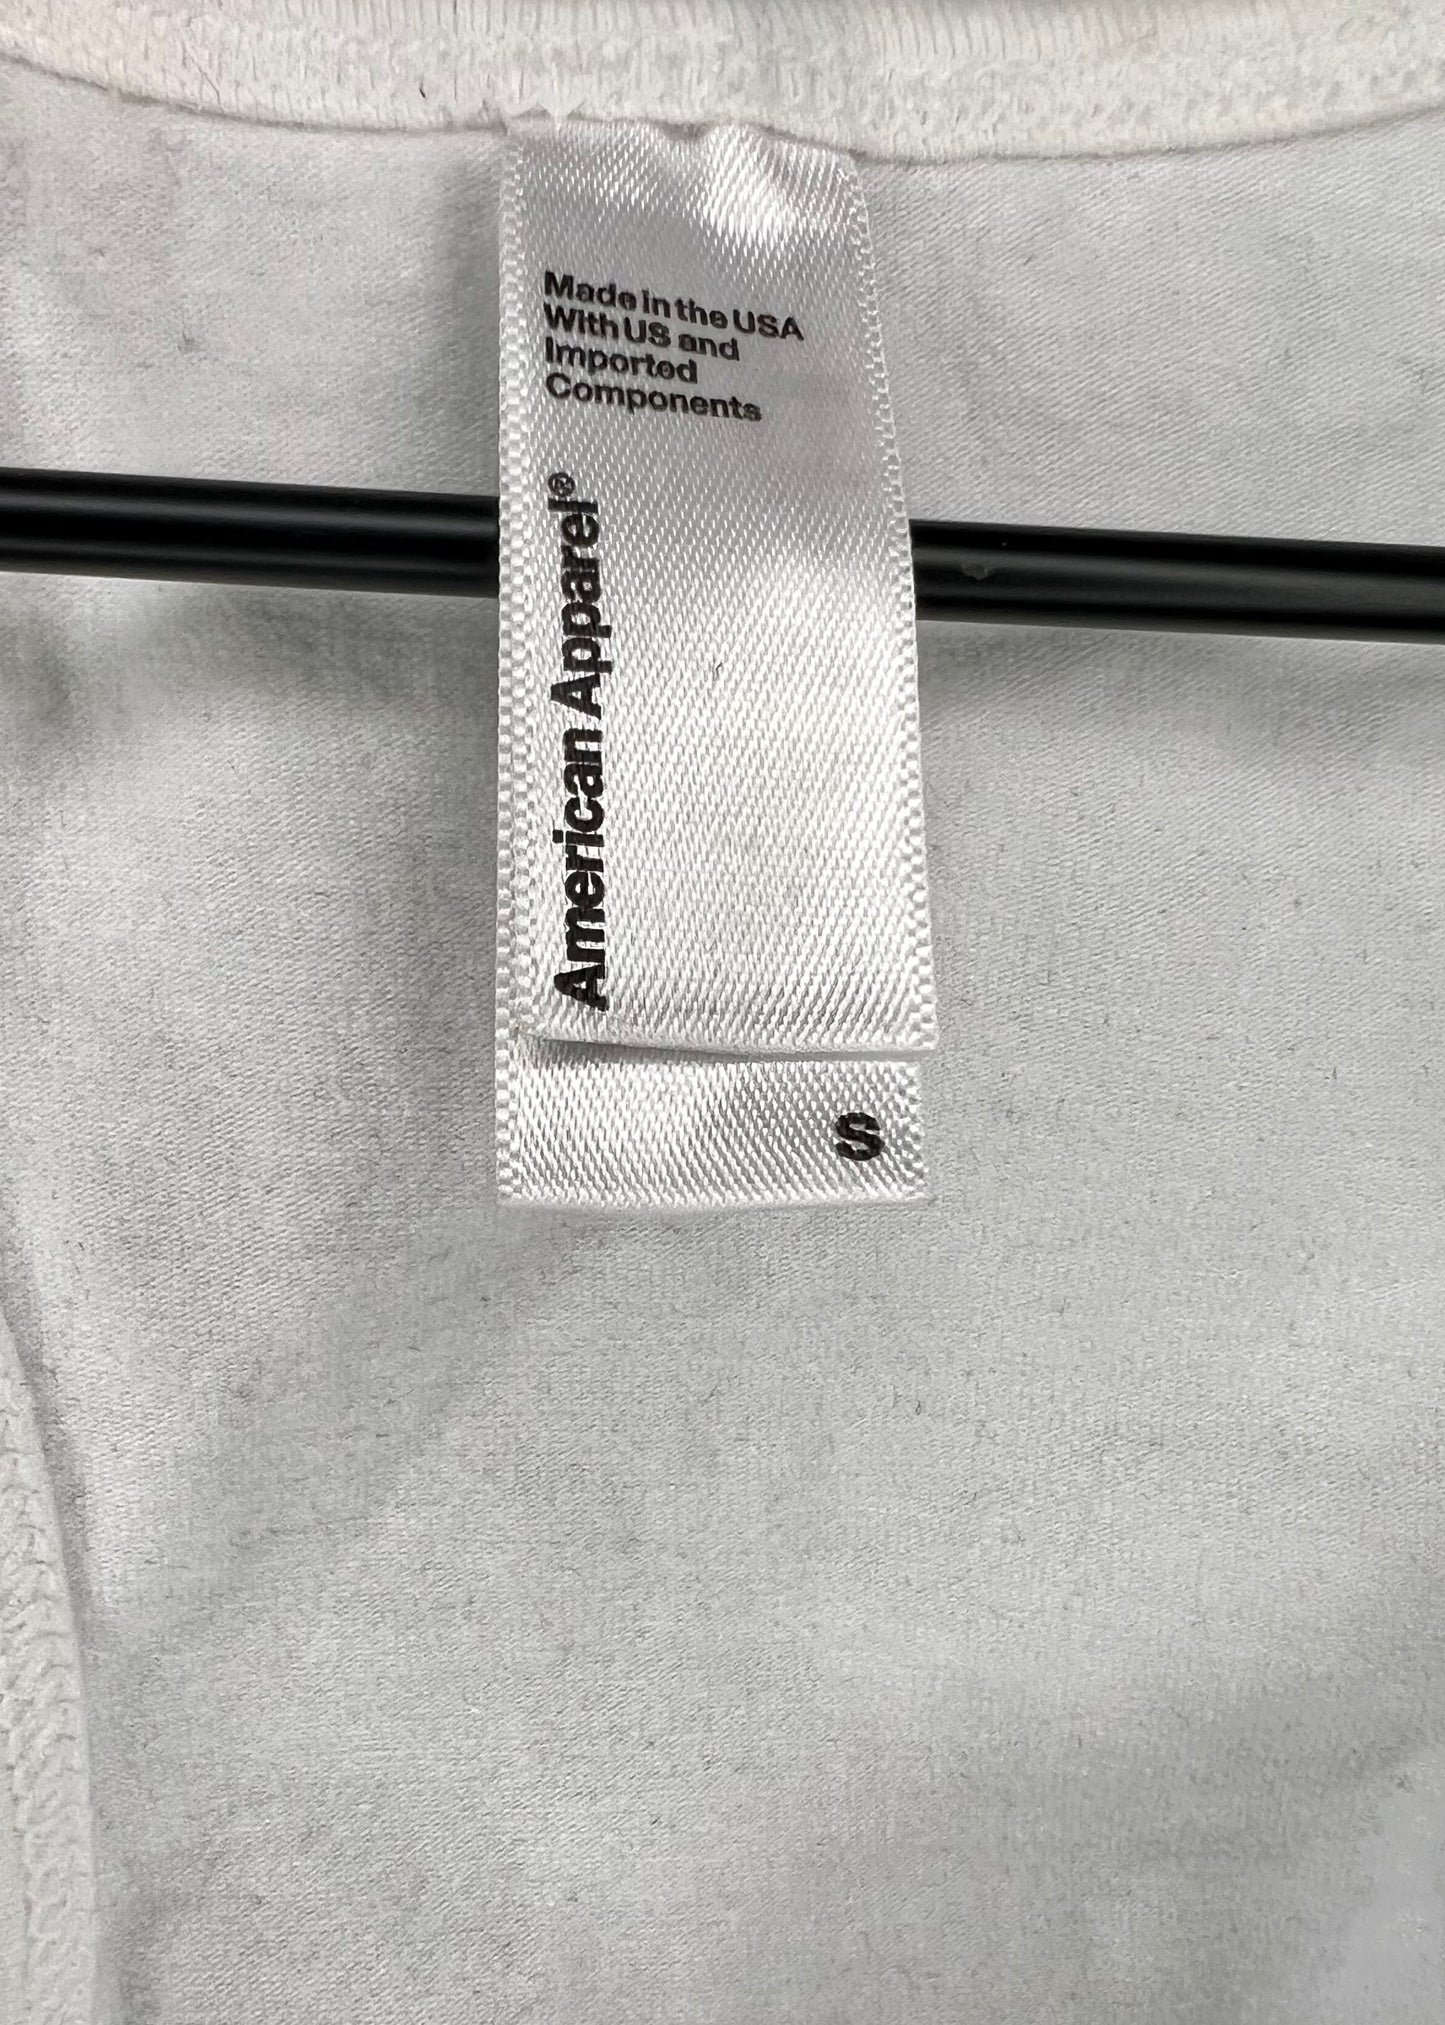 Made in the USA
With US and
Imported
Components
American Apparel®
S